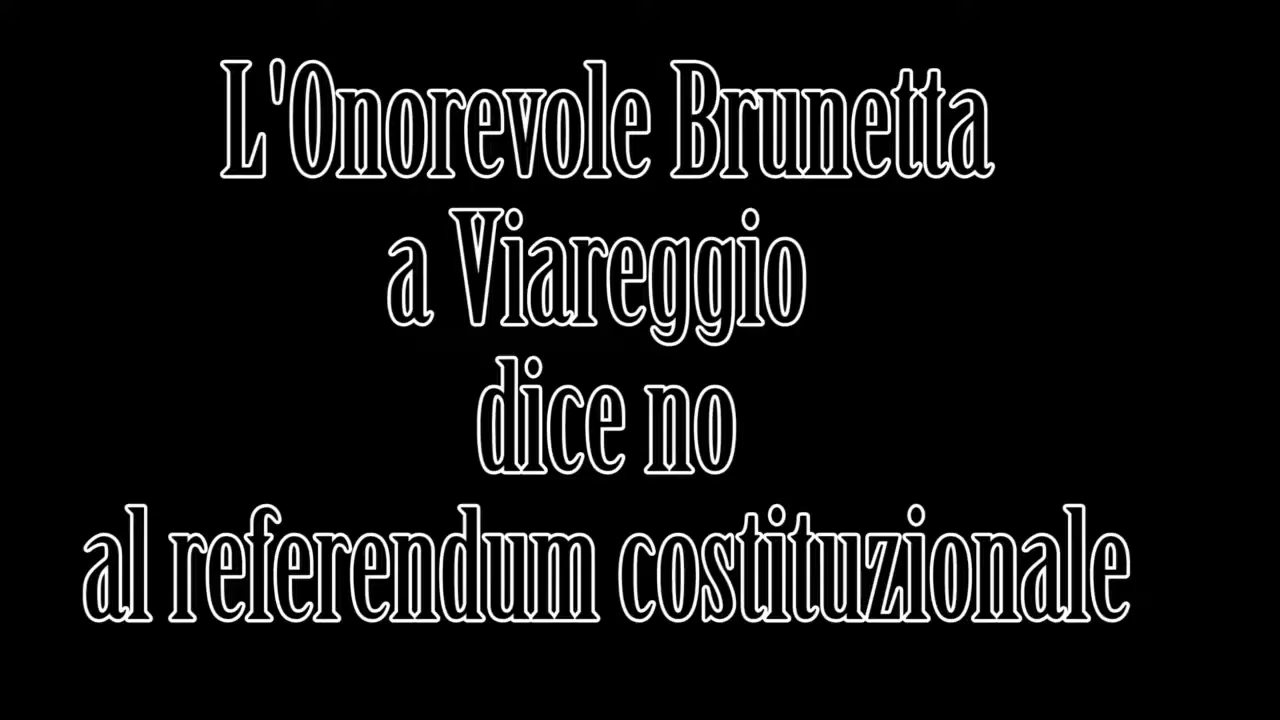 L'Onorevole Brunetta
a Viareggio
dice no
al referendum costituzionale